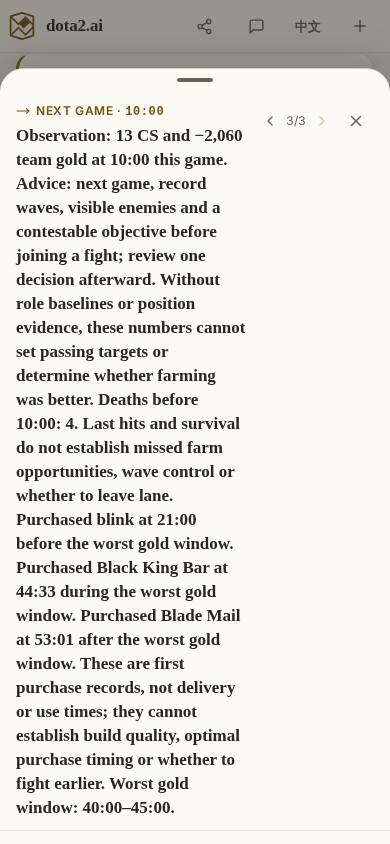 dota2.ai
中文
→ NEXT GAME · 10:00
3/3
Observation: 13 CS and −2,060
team gold at 10:00 this game.
Advice: next game, record
waves, visible enemies and a
contestable objective before
joining a fight; review one
decision afterward. Without
role baselines or position
evidence, these numbers cannot
set passing targets or
determine whether farming
was better. Deaths before
10:00: 4. Last hits and survival
do not establish missed farm
opportunities, wave control or
whether to leave lane.
Purchased blink at 21:00
before the worst gold window.
Purchased Black King Bar at
44:33 during the worst gold
window. Purchased Blade Mail
at 53:01 after the worst gold
window. These are first
purchase records, not delivery
or use times; they cannot
establish build quality, optimal
purchase timing or whether to
fight earlier. Worst gold
window: 40:00–45:00.